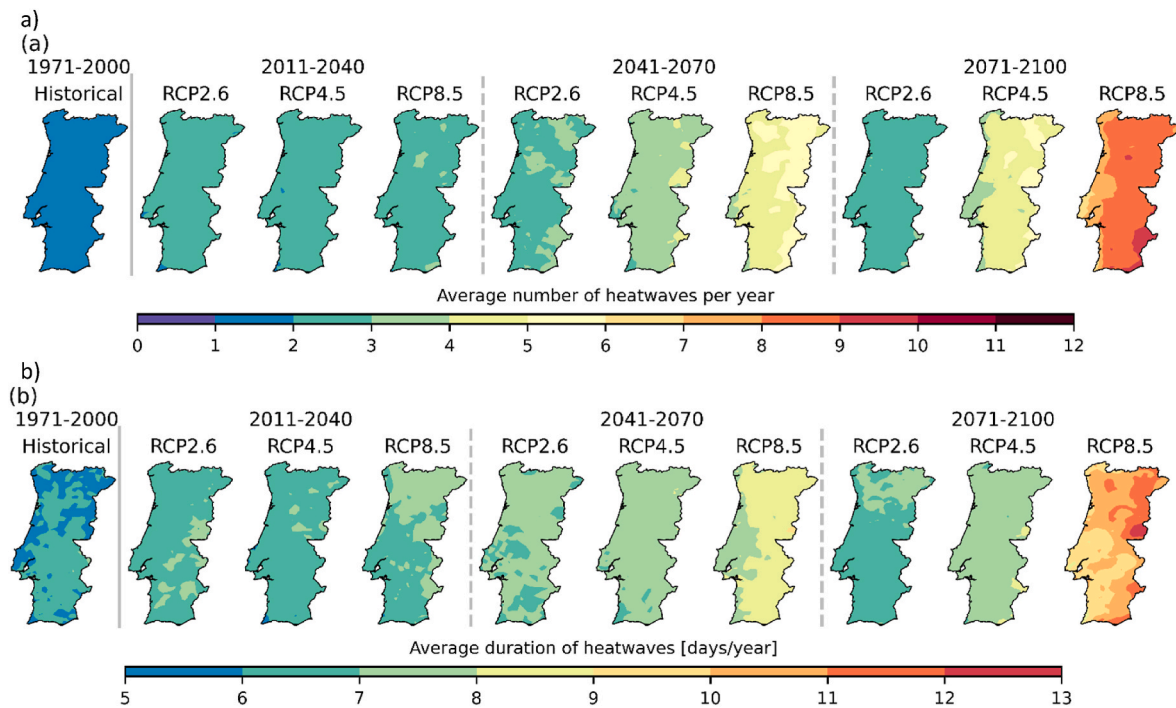 a)
(a)
1971-2000 2011-2040 2041-2070 2071-2100
Historical RCP2.6 RCP4.5 RCP8.5 RCP2.6 RCP4.5 RCP8.5 RCP2.6 RCP4.5 RCP8.5
Average number of heatwaves per year
0 1 2 3 4 5 6 7 8 9 10 11 12
b)
(b)
1971-2000 2011-2040 2041-2070 2071-2100
Historical RCP2.6 RCP4.5 RCP8.5 RCP2.6 RCP4.5 RCP8.5 RCP2.6 RCP4.5 RCP8.5
Average duration of heatwaves [days/year]
5 6 7 8 9 10 11 12 13